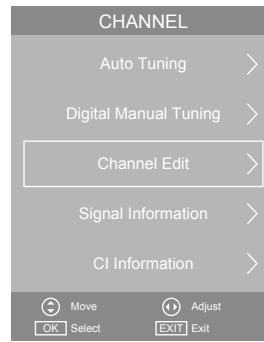 CHANNEL
Auto Tuning
Digital Manual Tuning
Channel Edit
Signal Information
CI Information
Move Adjust
OK Select EXIT Exit